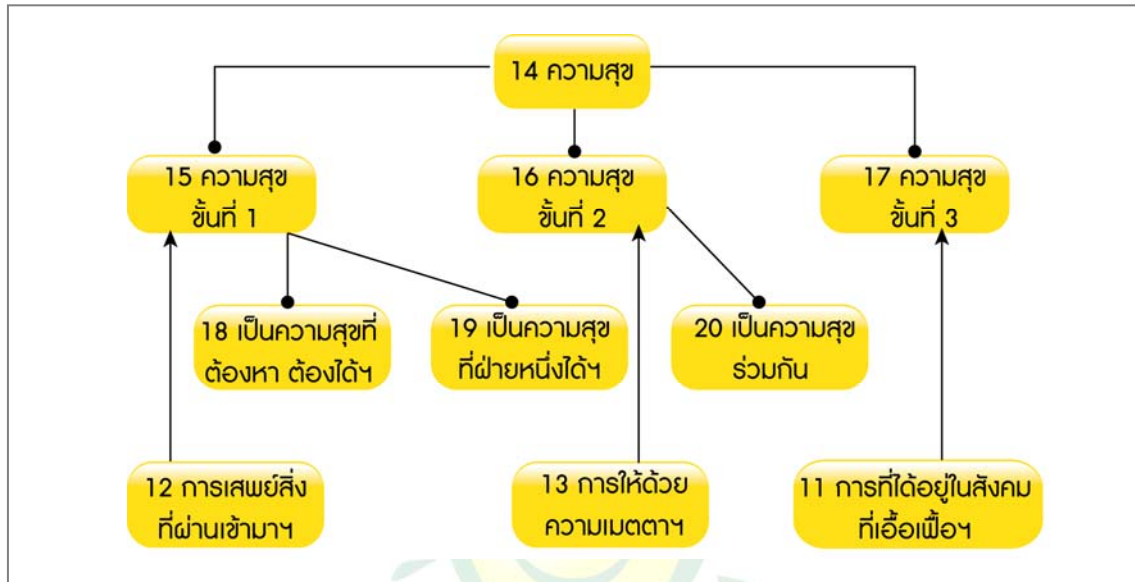 14 ความสุข
15 ความสุข
ขั้นที่ 1
16 ความสุข
ขั้นที่ 2
17 ความสุข
ขั้นที่ 3
18 เป็นความสุขที่
ต้องหา ต้องได้ฯ
19 เป็นความสุข
ที่ฝ่ายหนึ่งได้ฯ
20 เป็นความสุข
ร่วมกัน
12 การเสพย์สิ่ง
ที่ผ่านเข้ามาฯ
13 การให้ด้วย
ความเมตตาฯ
11 การที่ได้อยู่ในสังคม
ที่เอื้อเฟื้อฯ